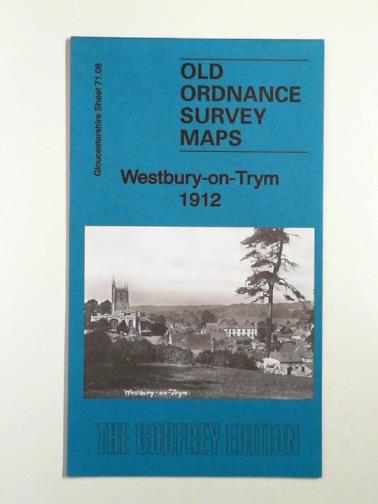 Gloucestershire Sheet 71.08
OLD
ORDNANCE
SURVEY
MAPS
Westbury-on-Trym
1912
Westbury-on-Trym.
THE GODFREY EDITION